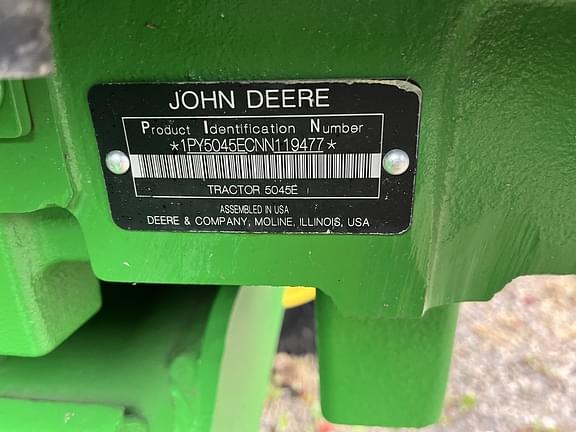 JOHN DEERE
Product Identification Number
*1PY5045ECNN119477*
TRACTOR 5045E
ASSEMBLED IN USA
DEERE & COMPANY, MOLINE, ILLINOIS, USA